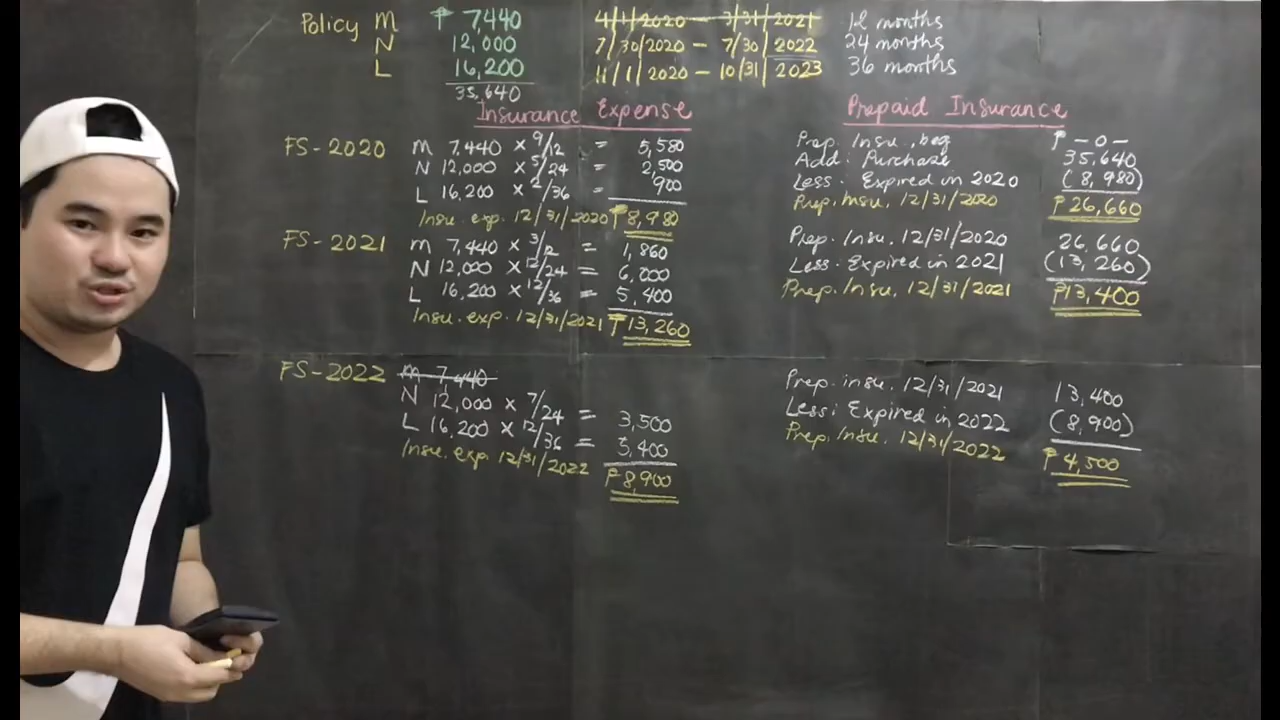 Policy M ₱ 7440 4/1/2020 - 3/31/2021 12 months
N 12,000 7/30/2020 - 7/30/2022 24 months
L 16,200 11/1/2020 - 10/31/2023 36 months
35,640
Insurance Expense Prepaid Insurance
FS-2020 M 7,440 x 9/12 = 5,580
N 12,000 x 5/24 = 2,500
L 16,200 x 2/36 = 900
Insu. exp. 12/31/2020 ₱8,980
Prep. Insu., beg ₱ -0-
Add: Purchase 35,640
Less: Expired in 2020 (8,980)
Prep. Insu. 12/31/2020 ₱26,660
FS-2021 M 7,440 x 3/12 = 1,860
N 12,000 x 12/24 = 6,000
L 16,200 x 12/36 = 5,400
Insu. exp. 12/31/2021 ₱13,260
Prep. Insu. 12/31/2020 26,660
Less: Expired in 2021 (13,260)
Prep. Insu. 12/31/2021 ₱13,400
FS-2022 M 7,440
N 12,000 x 7/24 = 3,500
L 16,200 x 12/36 = 5,400
Insu. exp. 12/31/2022 ₱8,900
Prep. insu. 12/31/2021 13,400
Less: Expired in 2022 (8,900)
Prep. Insu. 12/31/2022 ₱4,500